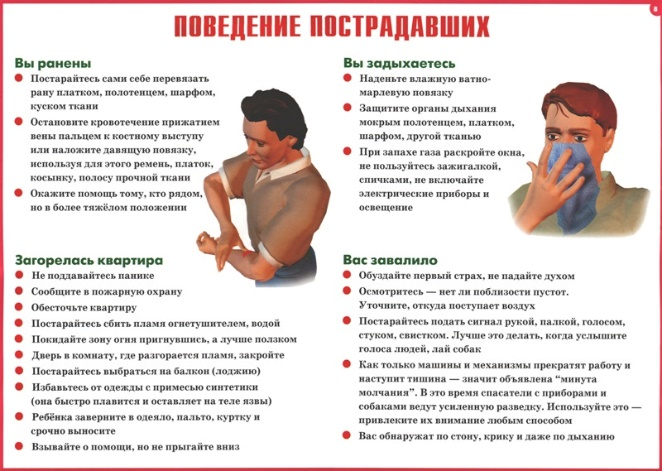 8
ПОВЕДЕНИЕ ПОСТРАДАВШИХ
Вы ранены
Постарайтесь сами себе перевязать
рану платком, полотенцем, шарфом,
куском ткани
Остановите кровотечение прижатием
вены пальцем к костному выступу
или наложите давящую повязку,
используя для этого ремень, платок,
косынку, полосу прочной ткани
Окажите помощь тому, кто рядом,
но в более тяжёлом положении
Вы задыхаетесь
Наденьте влажную ватно-
марлевую повязку
Защитите органы дыхания
мокрым полотенцем, платком,
шарфом, другой тканью
При запахе газа раскройте окна,
не пользуйтесь зажигалкой,
спичками, не включайте
электрические приборы и
освещение
Загорелась квартира
Не поддавайтесь панике
Сообщите в пожарную охрану
Обесточьте квартиру
Постарайтесь сбить пламя огнетушителем, водой
Покидайте зону огня пригнувшись, а лучше ползком
Дверь в комнату, где разгорается пламя, закройте
Постарайтесь выбраться на балкон (лоджию)
Избавьтесь от одежды с примесью синтетики
(она быстро плавится и оставляет на теле язвы)
Ребёнка заверните в одеяло, пальто, куртку и
срочно выносите
Взывайте о помощи, но не прыгайте вниз
Вас завалило
Обуздайте первый страх, не падайте духом
Осмотритесь — нет ли поблизости пустот.
Уточните, откуда поступает воздух
Постарайтесь подать сигнал рукой, палкой, голосом,
стуком, свистком. Лучше это делать, когда услышите
голоса людей, лай собак
Как только машины и механизмы прекратят работу и
наступит тишина — значит объявлена “минута
молчания”. В это время спасатели с приборами и
собаками ведут усиленную разведку. Используйте это —
привлеките их внимание любым способом
Вас обнаружат по стону, крику и даже по дыханию